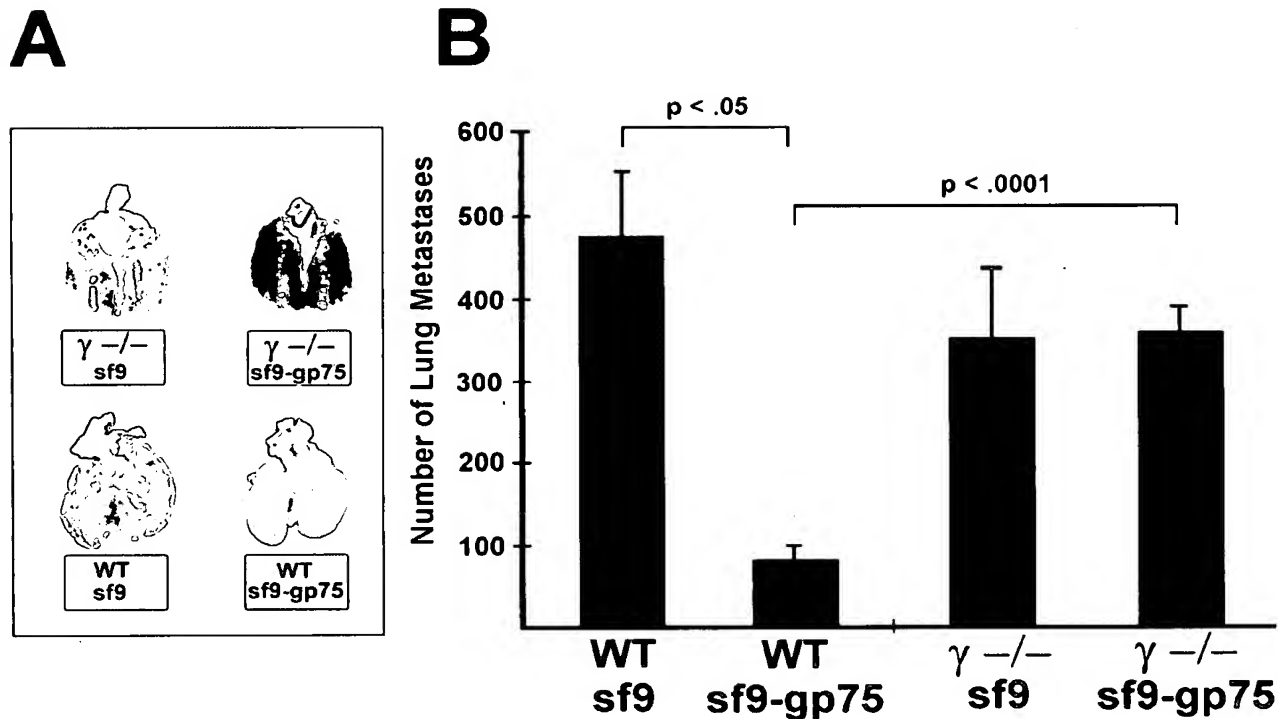 A
γ –/–
sf9
γ –/–
sf9-gp75
WT
sf9
WT
sf9-gp75
B
p < .05
p < .0001
Number of Lung Metastases
600
500
400
300
200
100
WT
sf9
WT
sf9-gp75
γ –/–
sf9
γ –/–
sf9-gp75